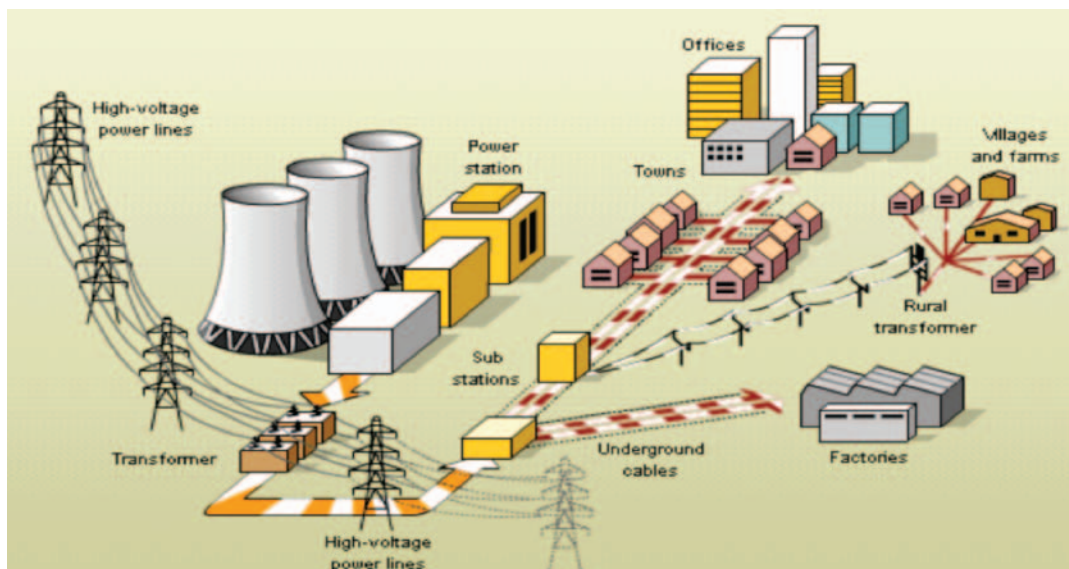 Offices
High-voltage
power lines
Power
station
Villages
and farms
Towns
Rural
transformer
Sub
stations
Underground
cables
Factories
Transformer
High-voltage
power lines